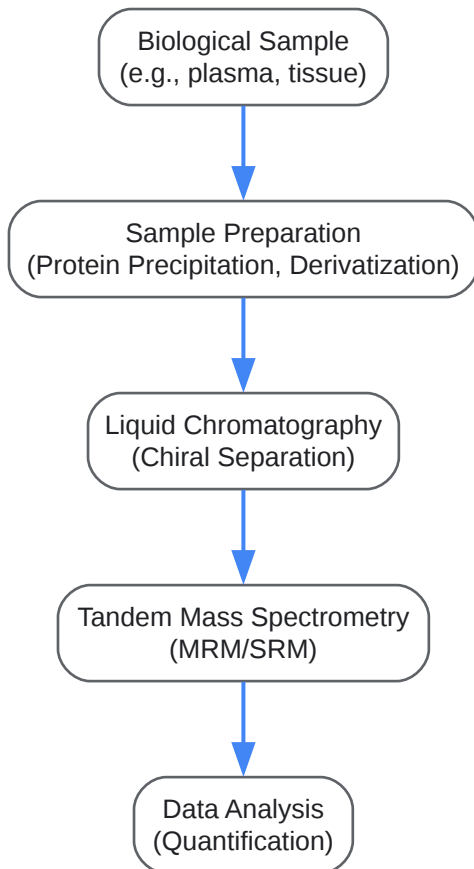 Biological Sample
(e.g., plasma, tissue)
Sample Preparation
(Protein Precipitation, Derivatization)
Liquid Chromatography
(Chiral Separation)
Tandem Mass Spectrometry
(MRM/SRM)
Data Analysis
(Quantification)